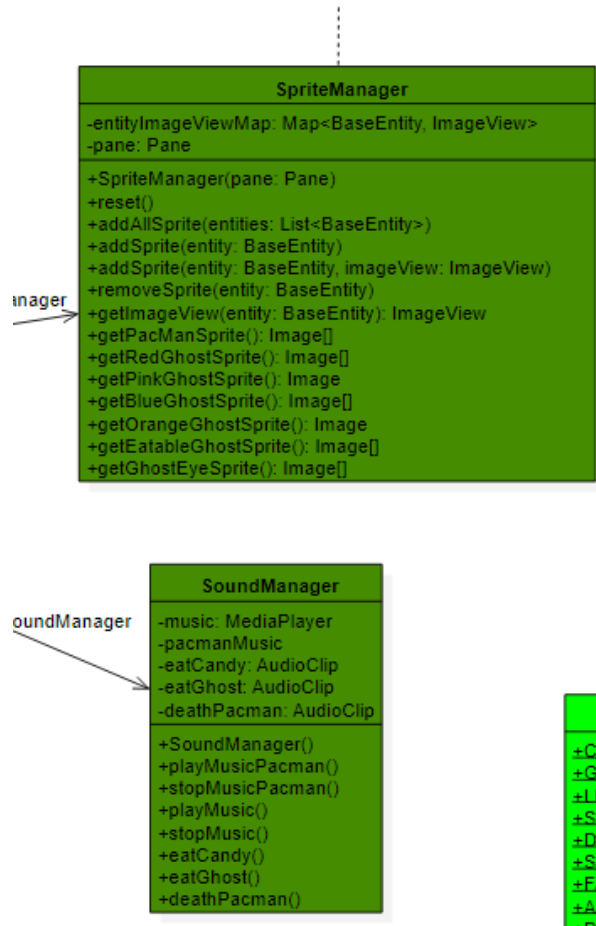 SpriteManager
-entityImageViewMap: Map<BaseEntity, ImageView>
-pane: Pane
+SpriteManager(pane: Pane)
+reset()
+addAllSprite(entities: List<BaseEntity>)
+addSprite(entity: BaseEntity)
+addSprite(entity: BaseEntity, imageView: ImageView)
+removeSprite(entity: BaseEntity)
+getImageView(entity: BaseEntity): ImageView
+getPacManSprite(): Image[]
+getRedGhostSprite(): Image[]
+getPinkGhostSprite(): Image
+getBlueGhostSprite(): Image[]
+getOrangeGhostSprite(): Image
+getEatableGhostSprite(): Image[]
+getGhostEyeSprite(): Image[]
anager
SoundManager
-music: MediaPlayer
-pacmanMusic
-eatCandy: AudioClip
-eatGhost: AudioClip
-deathPacman: AudioClip
+SoundManager()
+playMusicPacman()
+stopMusicPacman()
+playMusic()
+stopMusic()
+eatCandy()
+eatGhost()
+deathPacman()
oundManager
+C
+G
+L
+S
+D
+S
+F
+A